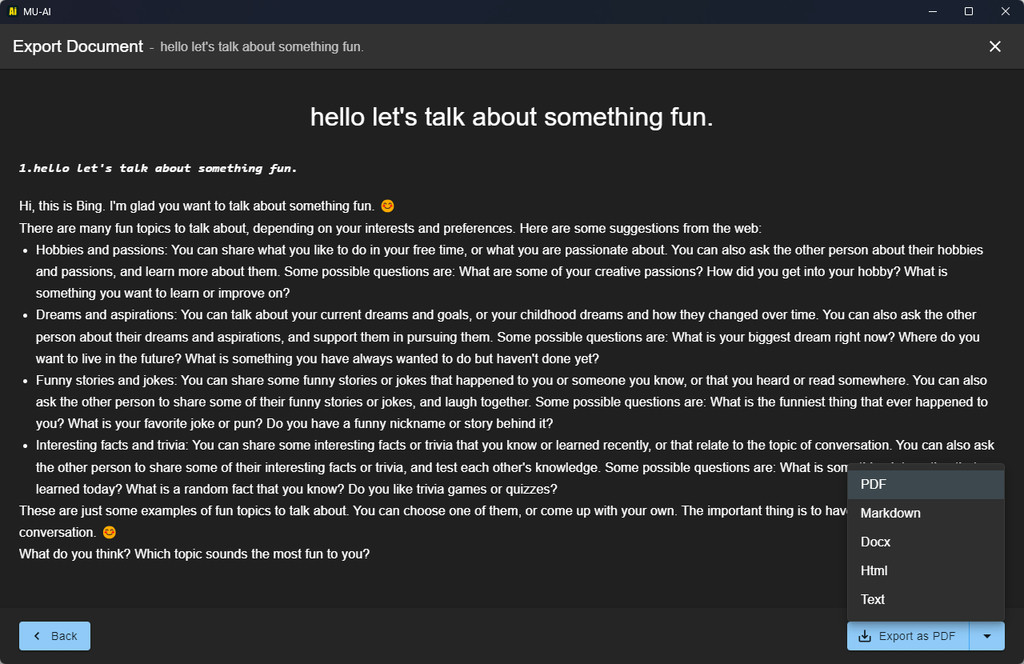 Ai MU-AI
Export Document - hello let's talk about something fun.
hello let's talk about something fun.
1.hello let's talk about something fun.
Hi, this is Bing. I'm glad you want to talk about something fun. 😊
There are many fun topics to talk about, depending on your interests and preferences. Here are some suggestions from the web:
• Hobbies and passions: You can share what you like to do in your free time, or what you are passionate about. You can also ask the other person about their hobbies
and passions, and learn more about them. Some possible questions are: What are some of your creative passions? How did you get into your hobby? What is
something you want to learn or improve on?
• Dreams and aspirations: You can talk about your current dreams and goals, or your childhood dreams and how they changed over time. You can also ask the other
person about their dreams and aspirations, and support them in pursuing them. Some possible questions are: What is your biggest dream right now? Where do you
want to live in the future? What is something you have always wanted to do but haven't done yet?
• Funny stories and jokes: You can share some funny stories or jokes that happened to you or someone you know, or that you heard or read somewhere. You can also
ask the other person to share some of their funny stories or jokes, and laugh together. Some possible questions are: What is the funniest thing that ever happened to
you? What is your favorite joke or pun? Do you have a funny nickname or story behind it?
• Interesting facts and trivia: You can share some interesting facts or trivia that you know or learned recently, or that relate to the topic of conversation. You can also ask
the other person to share some of their interesting facts or trivia, and test each other's knowledge. Some possible questions are: What is
learned today? What is a random fact that you know? Do you like trivia games or quizzes?
These are just some examples of fun topics to talk about. You can choose one of them, or come up with your own. The important thing is to
conversation. 😊
What do you think? Which topic sounds the most fun to you?
PDF
Markdown
Docx
Html
Text
Back
Export as PDF